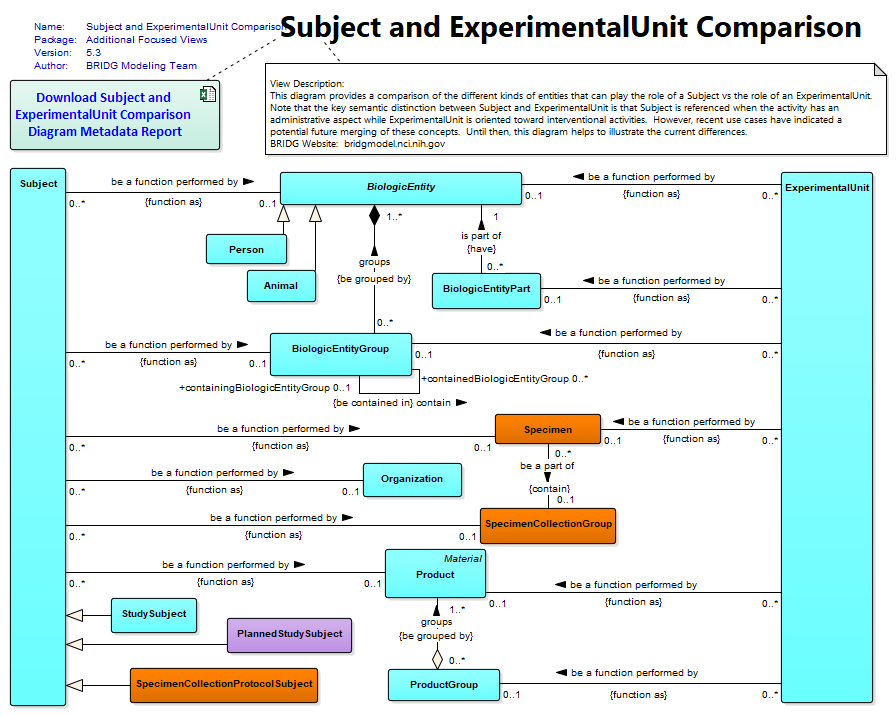 Subject and ExperimentalUnit Comparison
Name: Subject and ExperimentalUnit Comparison
Package: Additional Focused Views
Version: 5.3
Author: BRIDG Modeling Team
Download Subject and
ExperimentalUnit Comparison
Diagram Metadata Report
View Description:
This diagram provides a comparison of the different kinds of entities that can play the role of a Subject vs the role of an ExperimentalUnit.
Note that the key semantic distinction between Subject and ExperimentalUnit is that Subject is referenced when the activity has an
administrative aspect while ExperimentalUnit is oriented toward interventional activities.  However, recent use cases have indicated a
potential future merging of these concepts.  Until then, this diagram helps to illustrate the current differences.
BRIDG Website:  bridgmodel.nci.nih.gov
Subject
be a function performed by
{function as}
0..*
0..1
BiologicEntity
be a function performed by
{function as}
0..1
0..*
ExperimentalUnit
Person
Animal
1..*
groups
{be grouped by}
0..*
1
is part of
{have}
0..*
BiologicEntityPart
be a function performed by
{function as}
0..1
0..*
be a function performed by
{function as}
0..*
0..1
BiologicEntityGroup
be a function performed by
{function as}
0..1
0..*
+containingBiologicEntityGroup 0..1
+containedBiologicEntityGroup 0..*
{be contained in} contain
be a function performed by
{function as}
0..*
0..1
Specimen
be a function performed by
{function as}
0..1
0..*
0..*
be a part of
{contain}
0..1
be a function performed by
{function as}
0..*
0..1
Organization
be a function performed by
{function as}
0..*
0..1
SpecimenCollectionGroup
be a function performed by
{function as}
0..*
0..1
Material
Product
be a function performed by
{function as}
0..1
0..*
1..*
groups
{be grouped by}
0..*
StudySubject
PlannedStudySubject
SpecimenCollectionProtocolSubject
ProductGroup
be a function performed by
{function as}
0..1
0..*